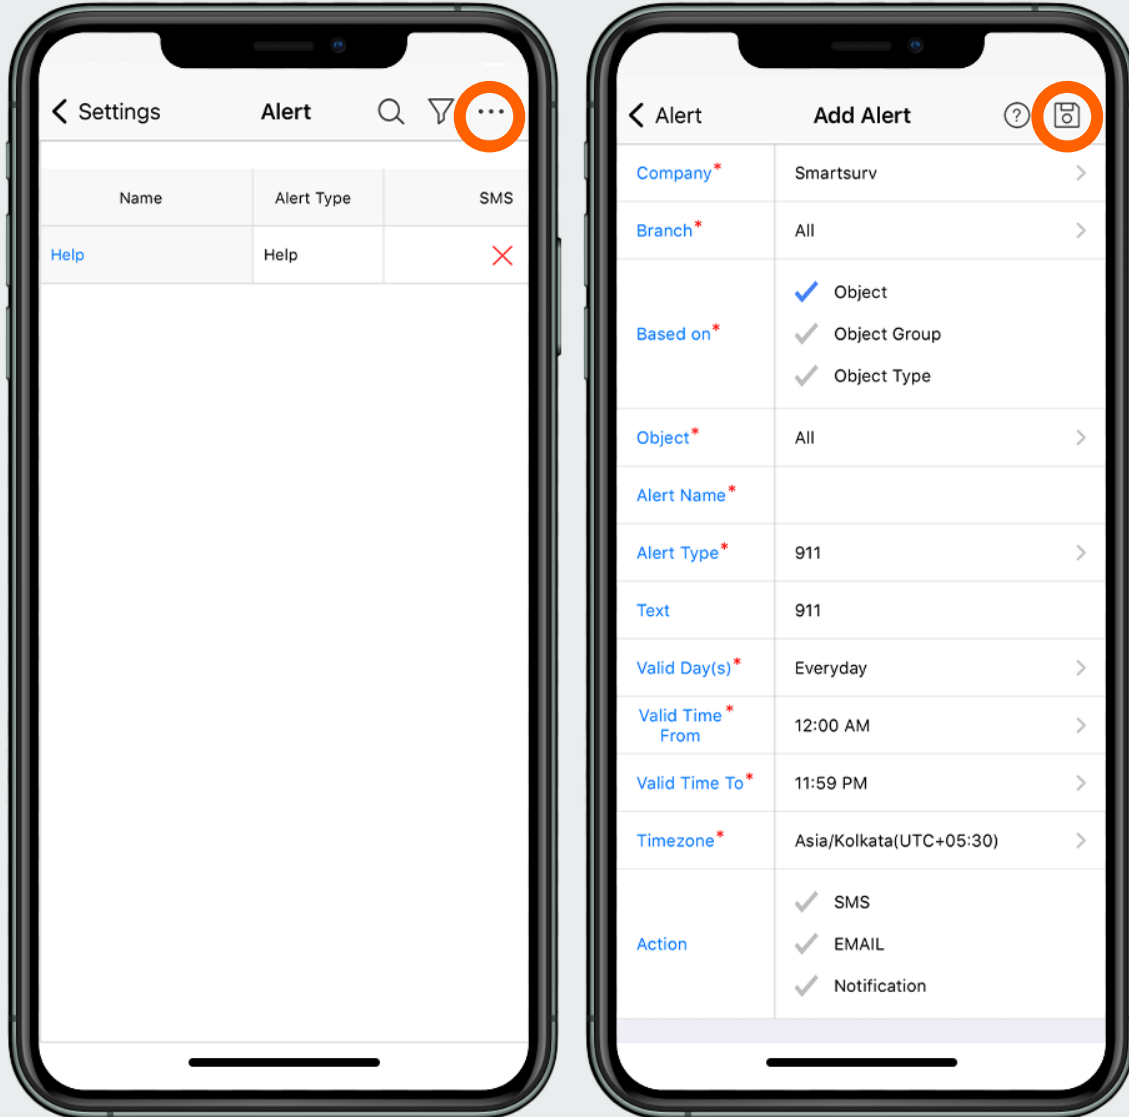 Settings
Alert
Name Alert Type SMS
Help Help
Alert
Add Alert
?
Company* Smartsurv
Branch* All
Based on*
Object
Object Group
Object Type
Object* All
Alert Name*
Alert Type* 911
Text 911
Valid Day(s)* Everyday
Valid Time *
From
12:00 AM
Valid Time To* 11:59 PM
Timezone* Asia/Kolkata(UTC+05:30)
Action
SMS
EMAIL
Notification